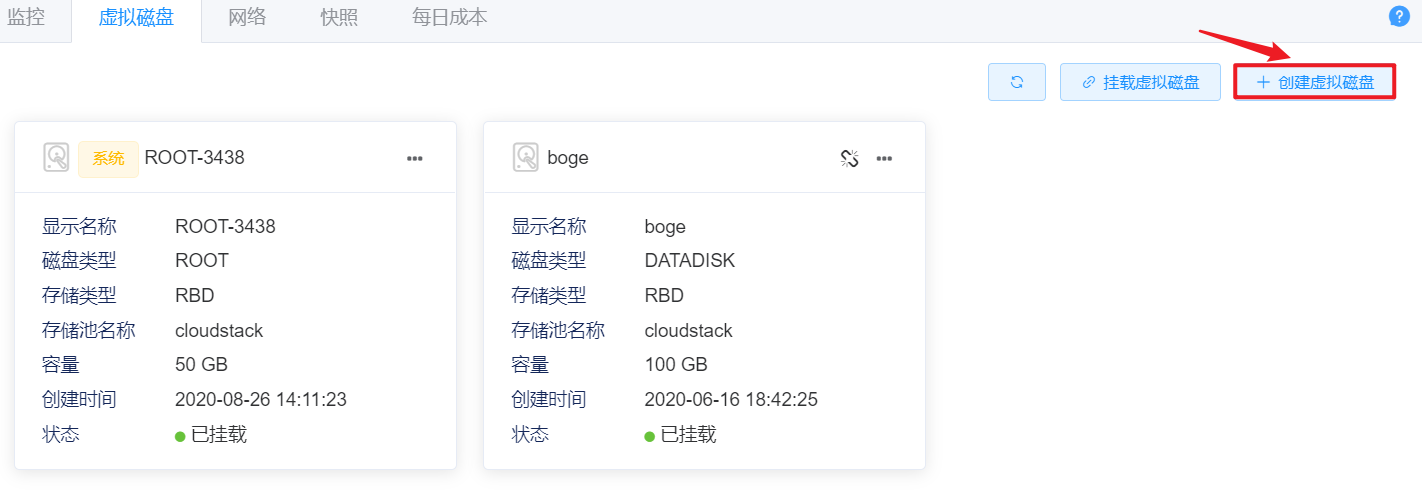 监控 虚拟磁盘 网络 快照 每日成本 ?
挂载虚拟磁盘 + 创建虚拟磁盘
系统 ROOT-3438 •••
显示名称 ROOT-3438
磁盘类型 ROOT
存储类型 RBD
存储池名称 cloudstack
容量 50 GB
创建时间 2020-08-26 14:11:23
状态 已挂载
boge •••
显示名称 boge
磁盘类型 DATADISK
存储类型 RBD
存储池名称 cloudstack
容量 100 GB
创建时间 2020-06-16 18:42:25
状态 已挂载